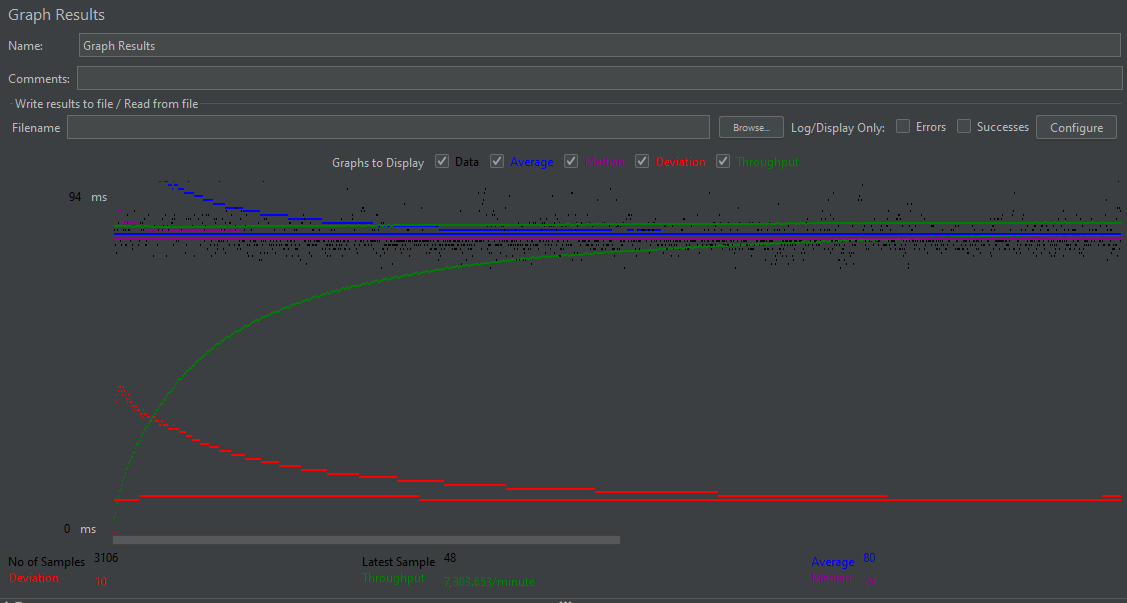 Graph Results
Name: Graph Results
Comments:
Write results to file / Read from file
Filename Browse... Log/Display Only: Errors Successes Configure
Graphs to Display Data Average Median Deviation Throughput
94 ms
0 ms
No of Samples 3106 Latest Sample 48 Average 80
Deviation 10 Throughput 7,303.653/minute Median